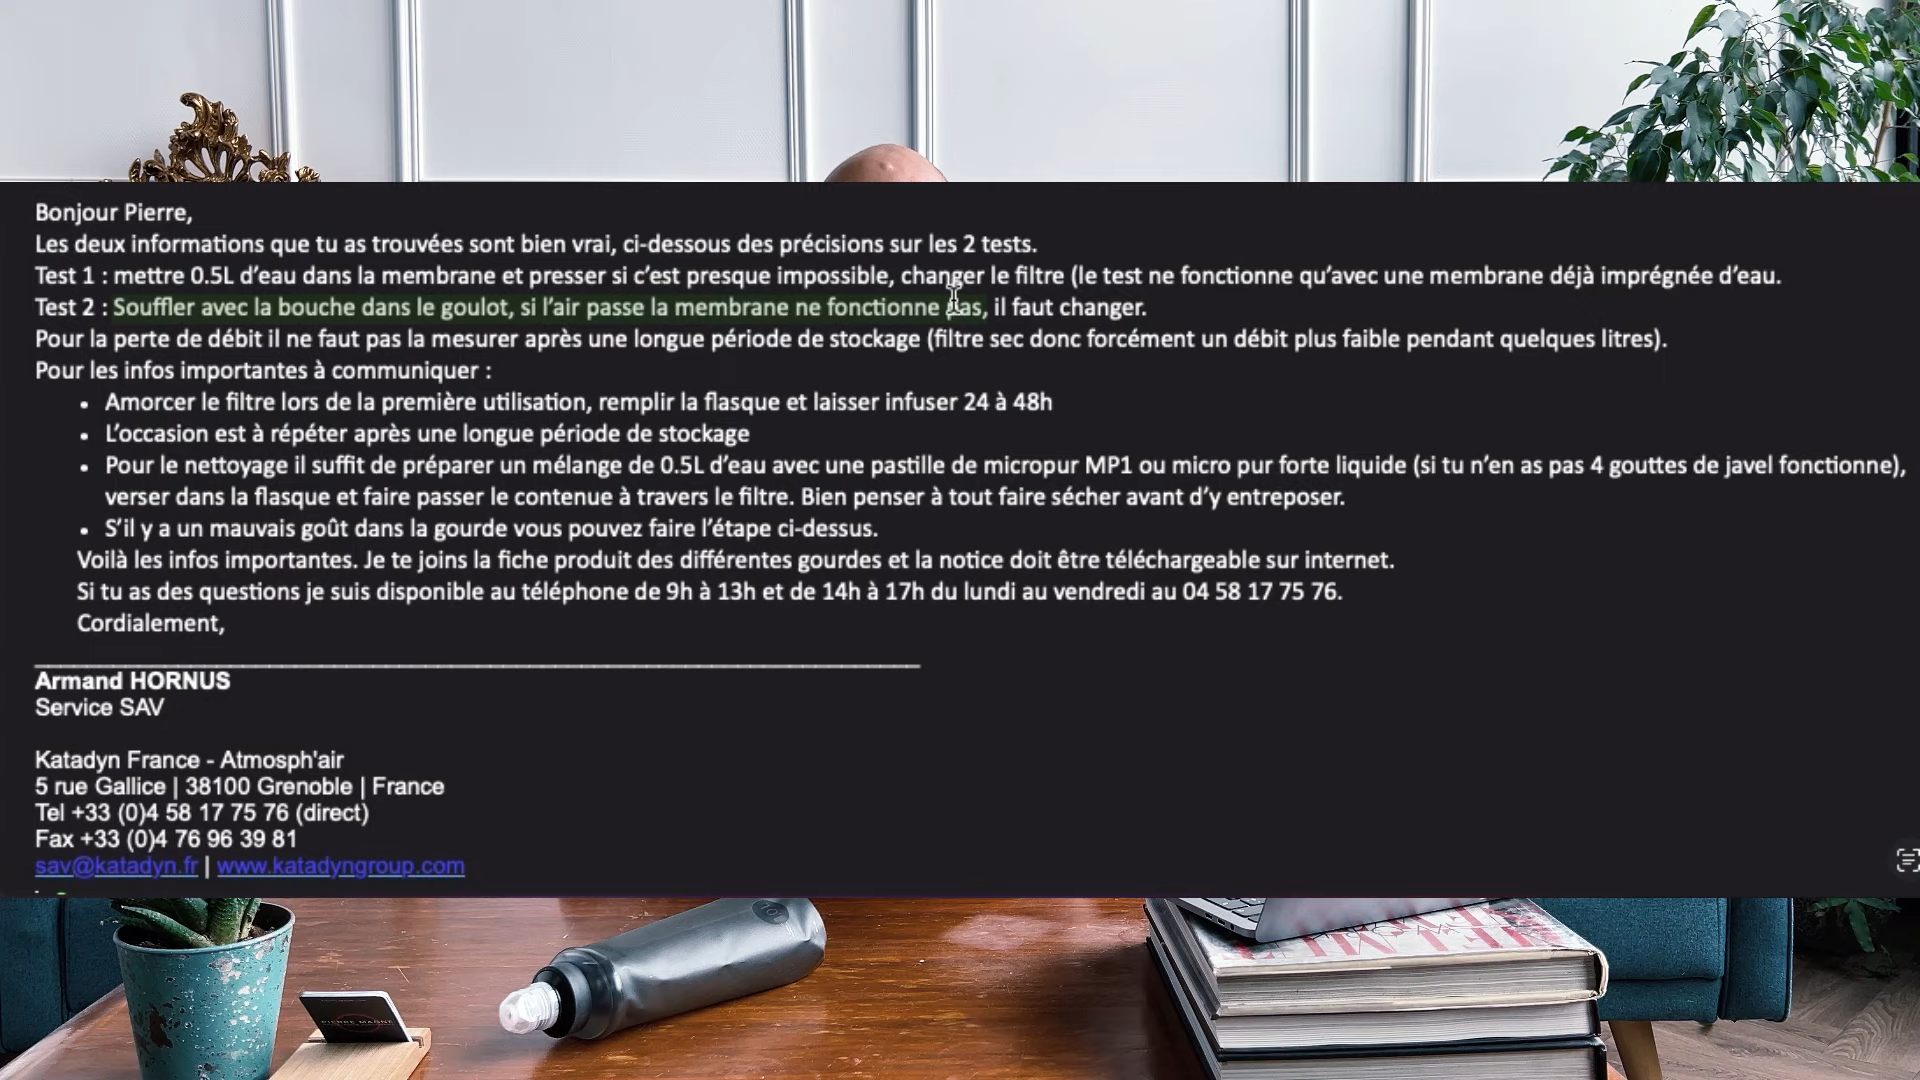 Bonjour Pierre,
Les deux informations que tu as trouvées sont bien vrai, ci-dessous des précisions sur les 2 tests.
Test 1 : mettre 0.5L d'eau dans la membrane et presser si c'est presque impossible, changer le filtre (le test ne fonctionne qu'avec une membrane déjà imprégnée d'eau.
Test 2 : Souffler avec la bouche dans le goulot, si l'air passe la membrane ne fonctionne pas, il faut changer.
Pour la perte de débit il ne faut pas la mesurer après une longue période de stockage (filtre sec donc forcément un débit plus faible pendant quelques litres).
Pour les infos importantes à communiquer :
• Amorcer le filtre lors de la première utilisation, remplir la flasque et laisser infuser 24 à 48h
• L'occasion est à répéter après une longue période de stockage
• Pour le nettoyage il suffit de préparer un mélange de 0.5L d'eau avec une pastille de micropur MP1 ou micro pur forte liquide (si tu n'en as pas 4 gouttes de javel fonctionne),
verser dans la flasque et faire passer le contenue à travers le filtre. Bien penser à tout faire sécher avant d'y entreposer.
• S'il y a un mauvais goût dans la gourde vous pouvez faire l'étape ci-dessus.
Voilà les infos importantes. Je te joins la fiche produit des différentes gourdes et la notice doit être téléchargeable sur internet.
Si tu as des questions je suis disponible au téléphone de 9h à 13h et de 14h à 17h du lundi au vendredi au 04 58 17 75 76.
Cordialement,
Armand HORNUS
Service SAV
Katadyn France - Atmosph'air
5 rue Gallice | 38100 Grenoble | France
Tel +33 (0)4 58 17 75 76 (direct)
Fax +33 (0)4 76 96 39 81
sav@katadyn.fr | www.katadyngroup.com
PIERRE MAGNE